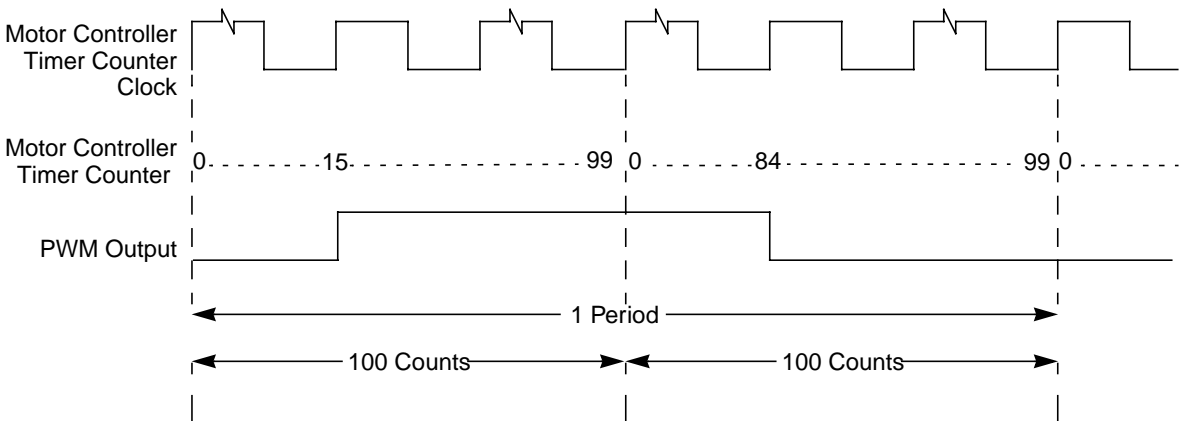 Motor Controller
Timer Counter
Clock
Motor Controller
Timer Counter
0 15 99 0 84 99 0
PWM Output
1 Period
100 Counts 100 Counts